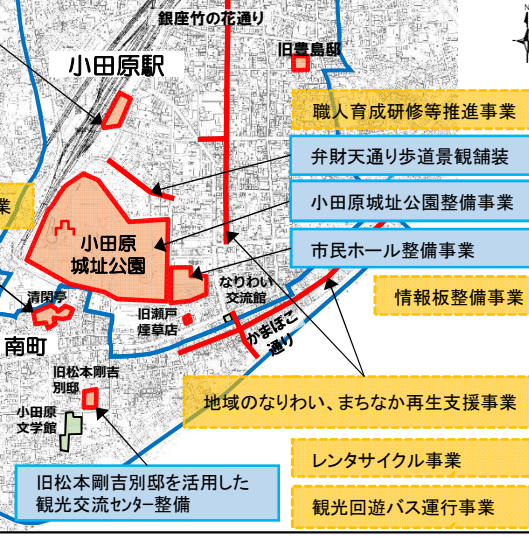 銀座竹の花通り
N
小田原駅
旧豊島邸
職人育成研修等推進事業
弁財天通り歩道景観舗装
業
小田原城址公園整備事業
小田原
城址公園
市民ホール整備事業
なりわい
交流館
情報板整備事業
清閑亭
旧瀬戸
煙草店
かまぼこ
通り
南町
旧松本剛吉
別邸
地域のなりわい、まちなか再生支援事業
小田原
文学館
レンタサイクル事業
旧松本剛吉別邸を活用した
観光交流センター整備
観光回遊バス運行事業